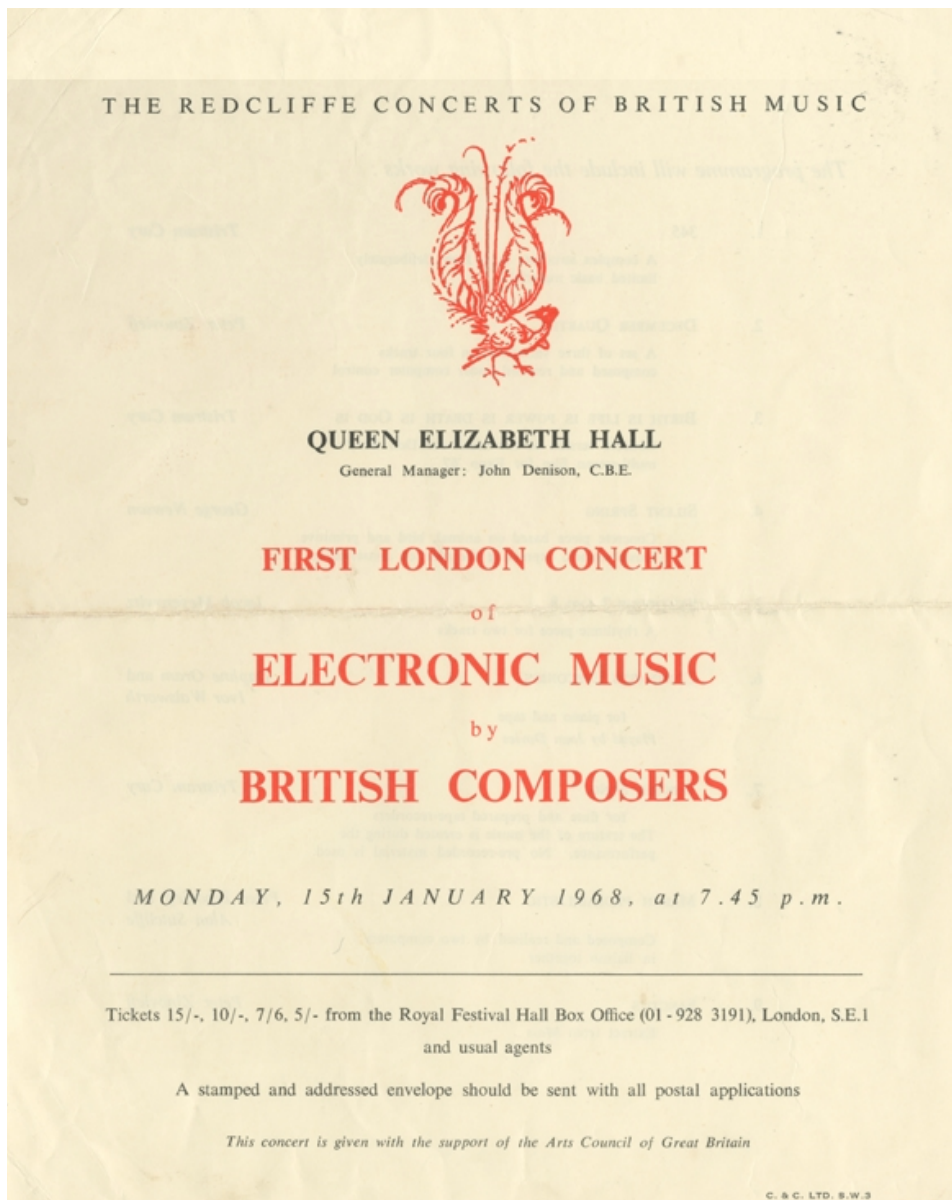 THE REDCLIFFE CONCERTS OF BRITISH MUSIC
QUEEN ELIZABETH HALL
General Manager: John Denison, C.B.E.
FIRST LONDON CONCERT
of
ELECTRONIC MUSIC
by
BRITISH COMPOSERS
MONDAY, 15th JANUARY 1968, at 7.45 p.m.
Tickets 15/-, 10/-, 7/6, 5/- from the Royal Festival Hall Box Office (01-928 3191), London, S.E.1
and usual agents
A stamped and addressed envelope should be sent with all postal applications
This concert is given with the support of the Arts Council of Great Britain
C. & C. LTD. S.W.3